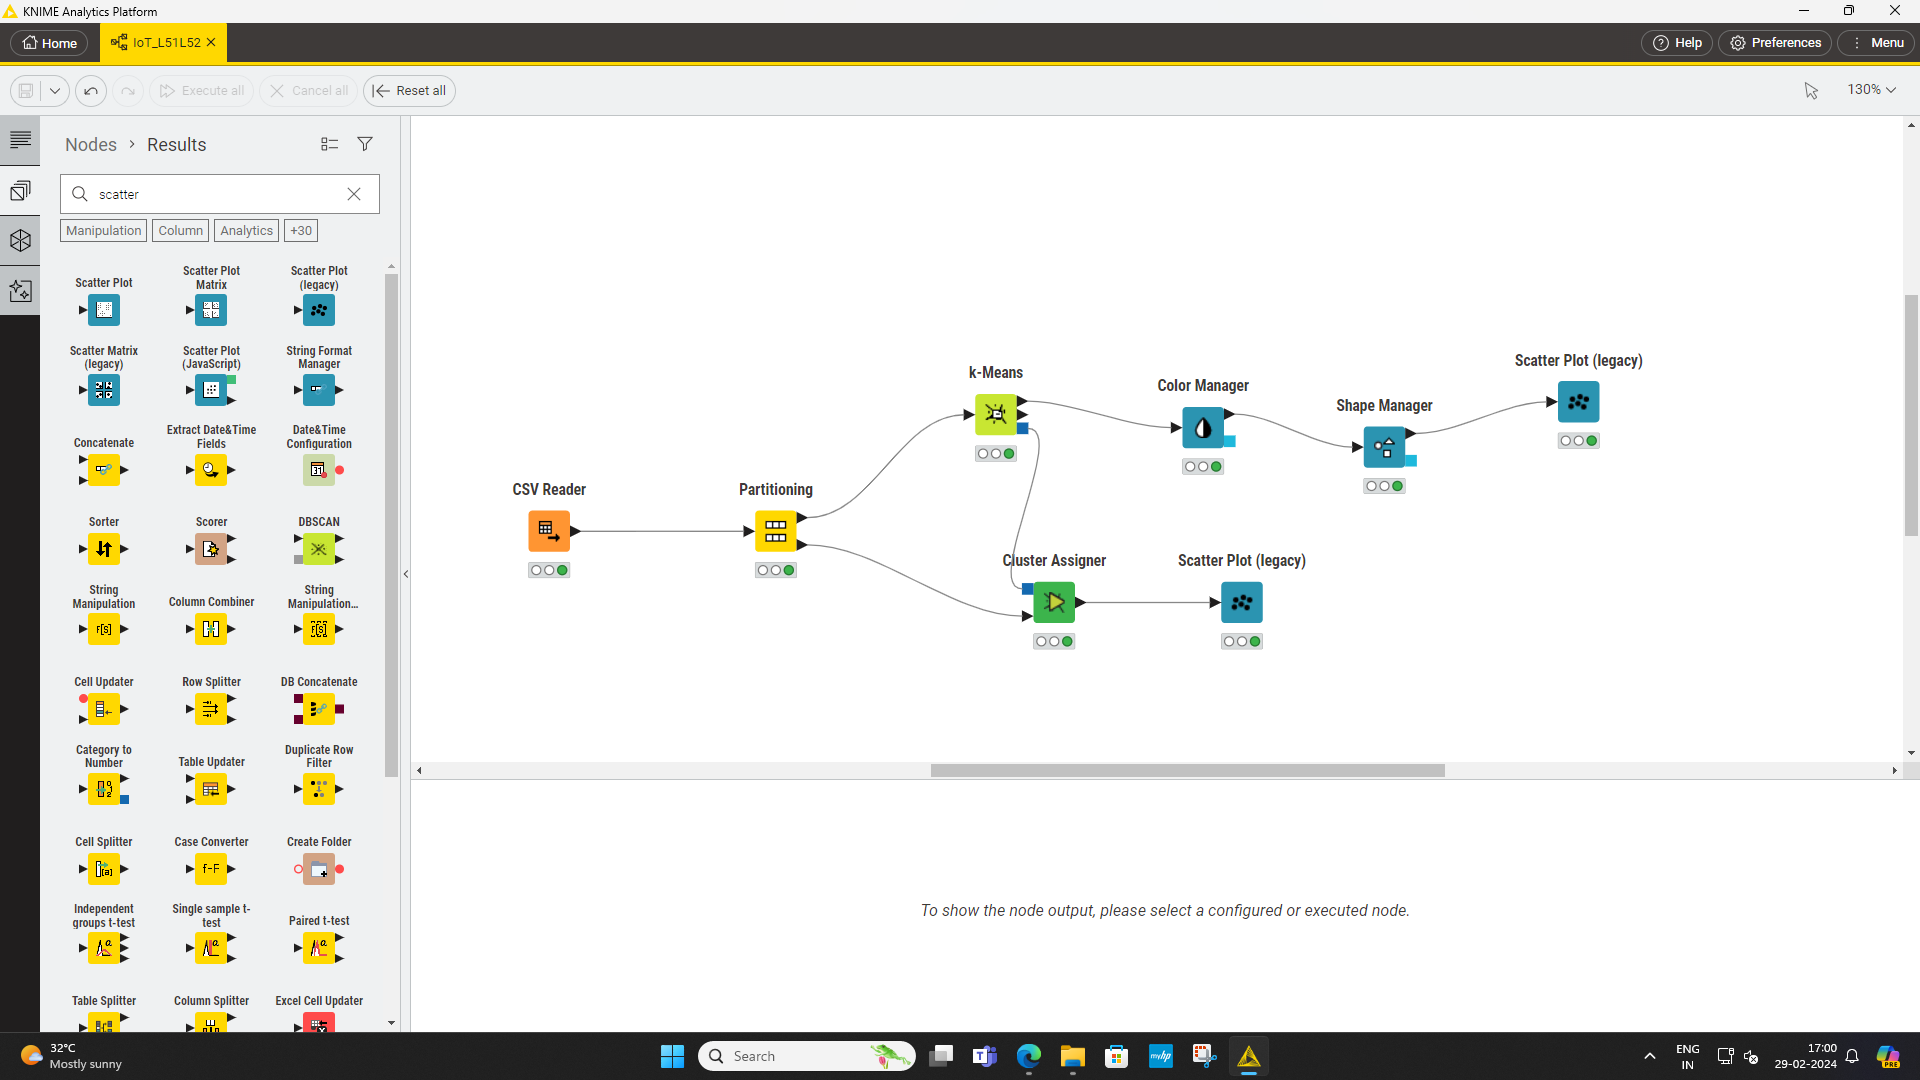 KNIME Analytics Platform
Home
IoT_L51L52
Help
Preferences
Menu
Execute all
Cancel all
Reset all
130%
Nodes › Results
scatter
Manipulation
Column
Analytics
+30
Scatter Plot
Scatter Plot
Matrix
Scatter Plot
(legacy)
Scatter Matrix
(legacy)
Scatter Plot
(JavaScript)
String Format
Manager
Concatenate
Extract Date&Time
Fields
Date&Time
Configuration
Sorter
Scorer
DBSCAN
String
Manipulation
Column Combiner
String
Manipulation...
Cell Updater
Row Splitter
DB Concatenate
Category to
Number
Table Updater
Duplicate Row
Filter
Cell Splitter
Case Converter
Create Folder
Independent
groups t-test
Single sample t-
test
Paired t-test
Table Splitter
Column Splitter
Excel Cell Updater
CSV Reader
Partitioning
k-Means
Color Manager
Shape Manager
Scatter Plot (legacy)
Cluster Assigner
Scatter Plot (legacy)
To show the node output, please select a configured or executed node.
32°C
Mostly sunny
Search
ENG
IN
17:00
29-02-2024